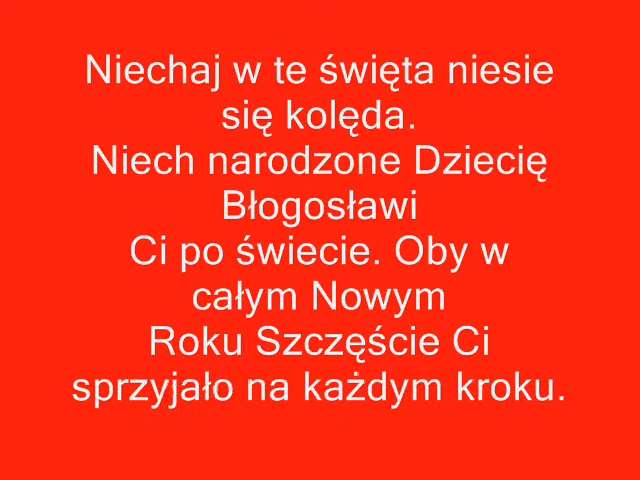 Niechaj w te święta niesie
się kolęda.
Niech narodzone Dziecię
Błogosławi
Ci po świecie. Oby w
całym Nowym
Roku Szczęście Ci
sprzyjało na każdym kroku.